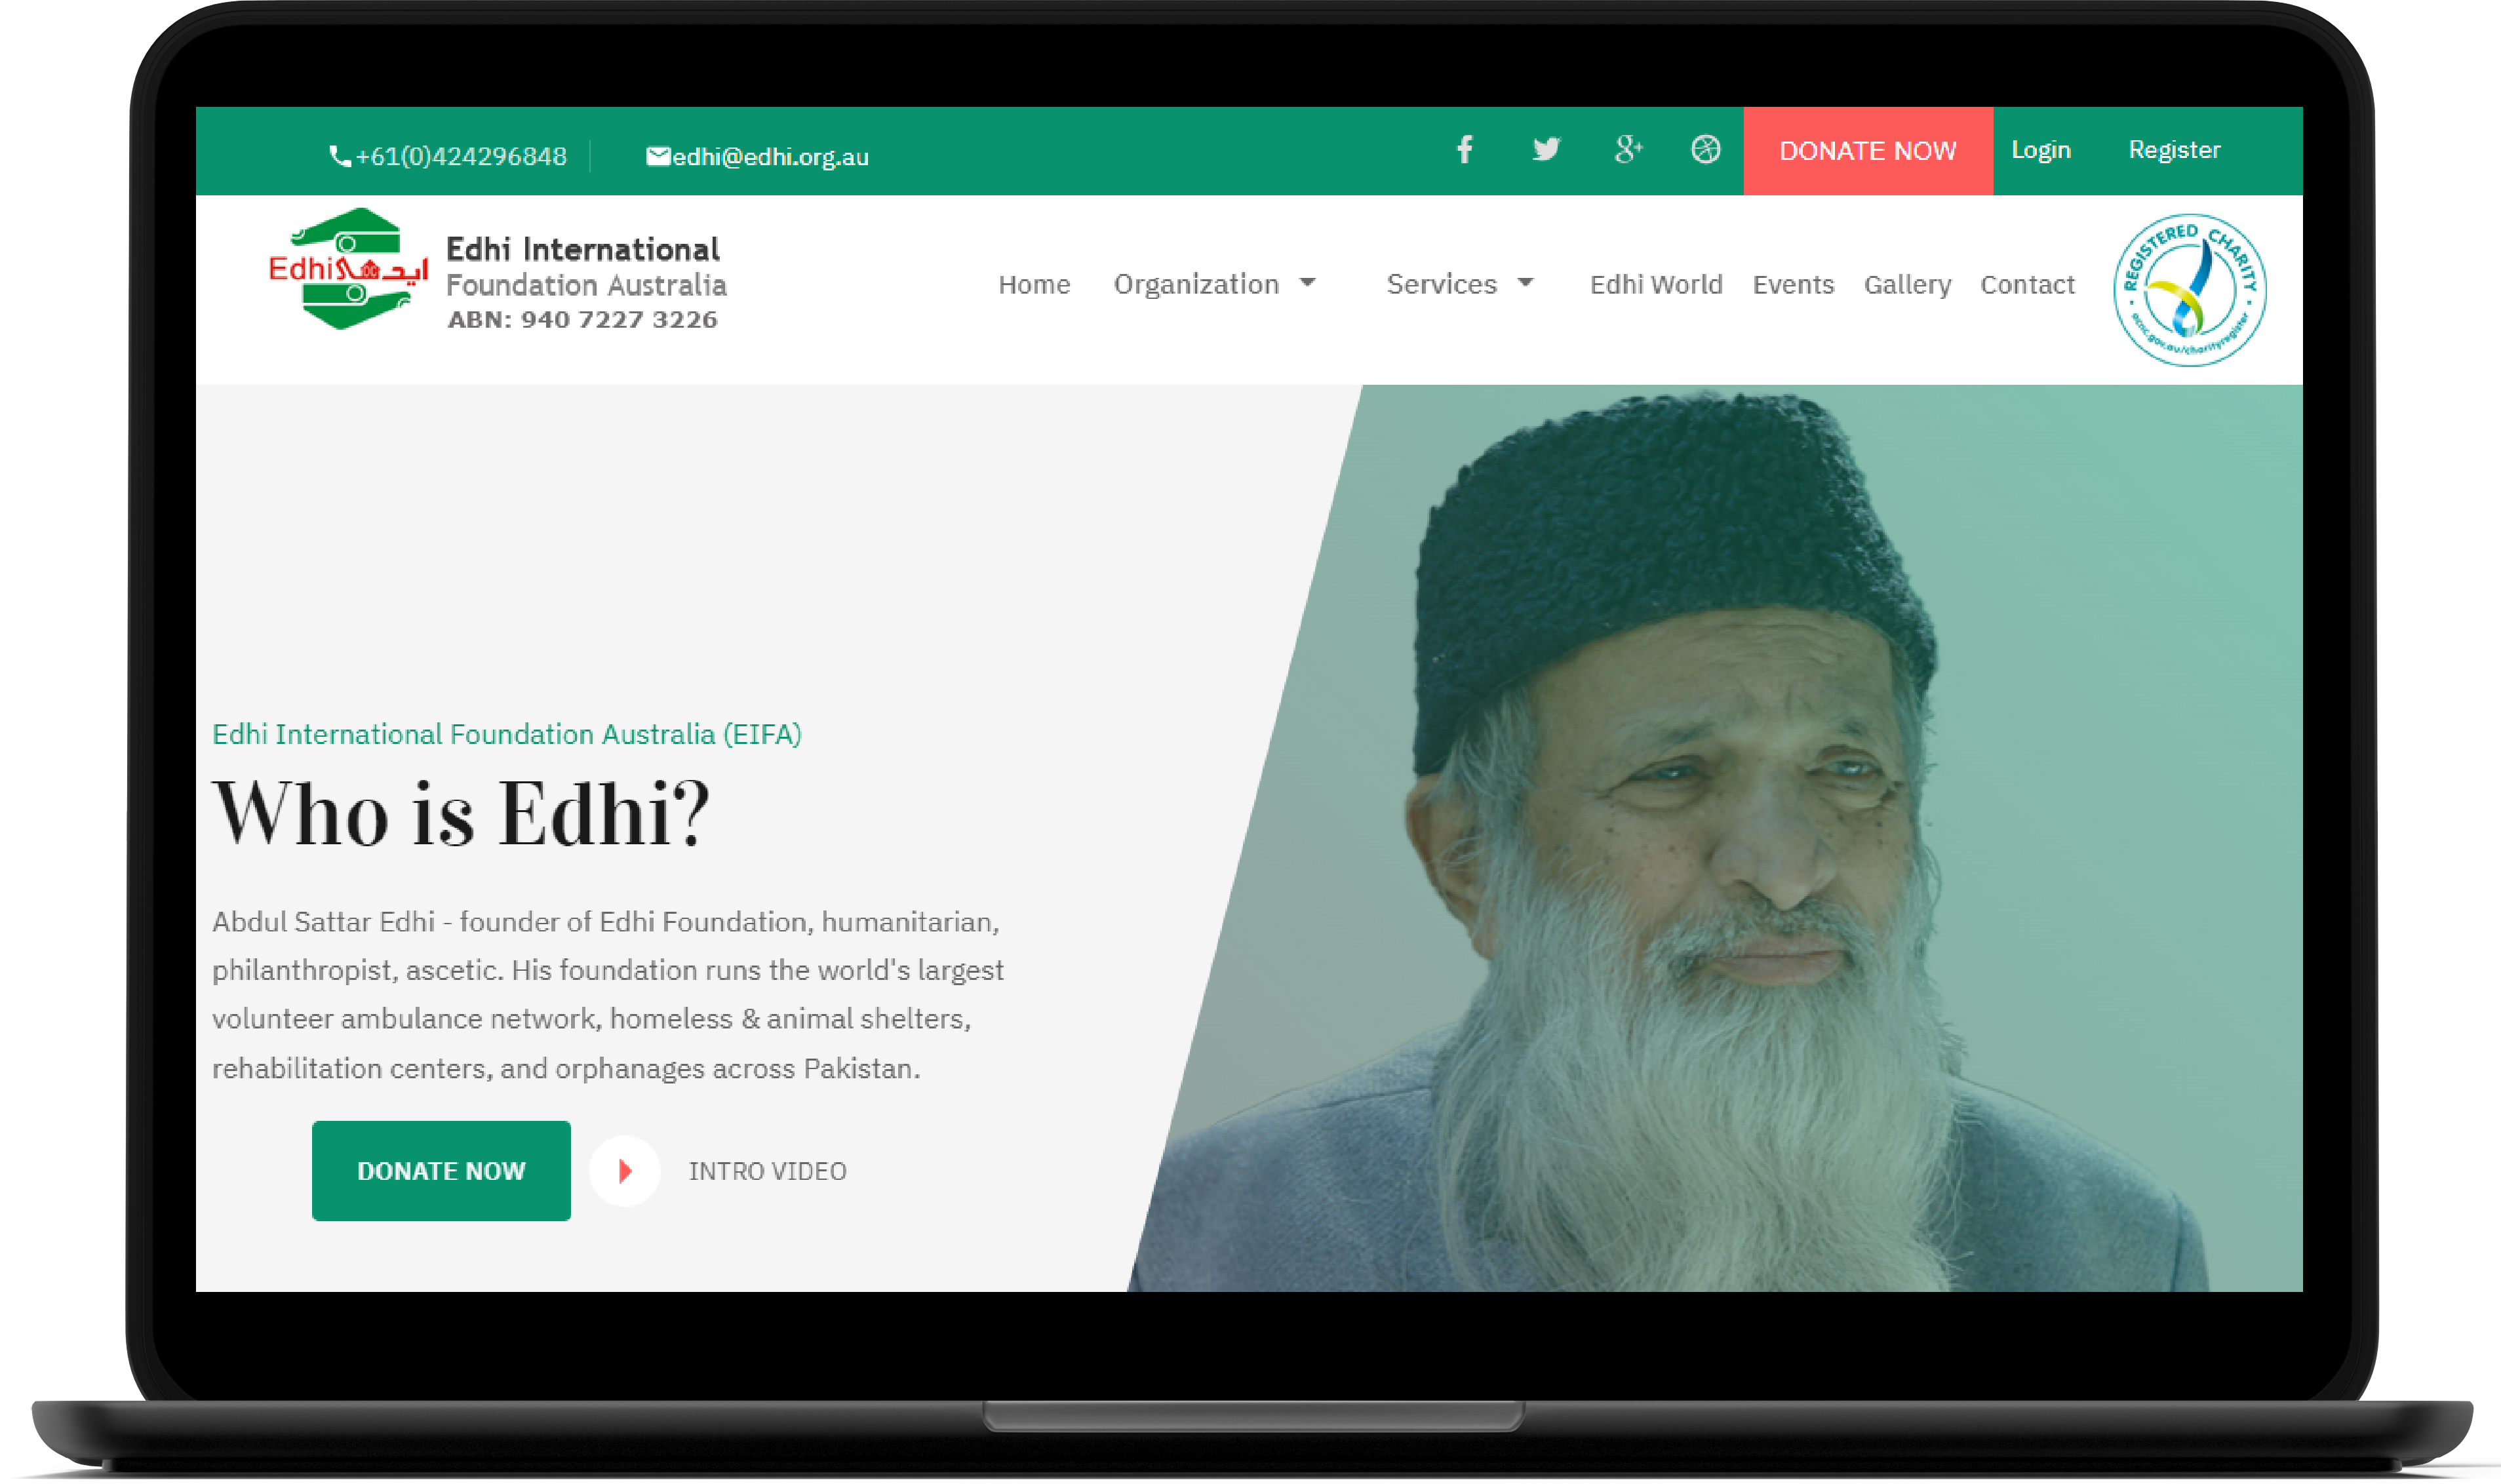 +61(0)424296848
edhi@edhi.org.au
DONATE NOW
Login
Register
Edhi
Edhi International
Foundation Australia
ABN: 940 7227 3226
Home
Organization
Services
Edhi World
Events
Gallery
Contact
REGISTERED CHARITY
acnc.gov.au/charityregister
Edhi International Foundation Australia (EIFA)
Who is Edhi?
Abdul Sattar Edhi - founder of Edhi Foundation, humanitarian,
philanthropist, ascetic. His foundation runs the world's largest
volunteer ambulance network, homeless & animal shelters,
rehabilitation centers, and orphanages across Pakistan.
DONATE NOW
INTRO VIDEO